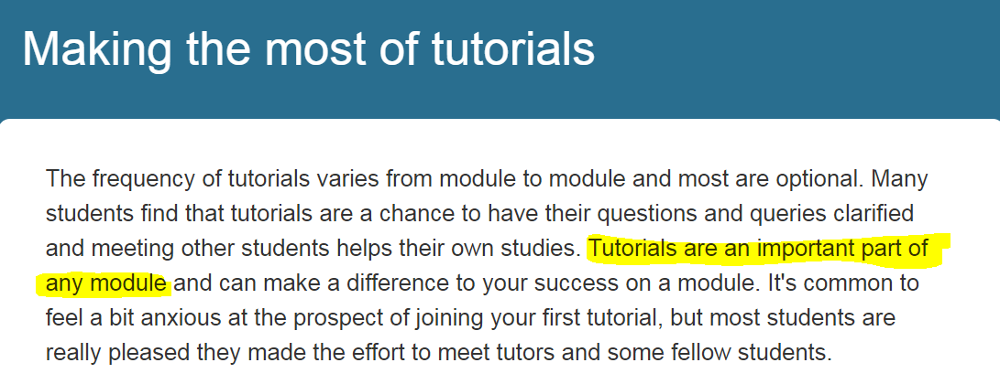 Making the most of tutorials
The frequency of tutorials varies from module to module and most are optional. Many
students find that tutorials are a chance to have their questions and queries clarified
and meeting other students helps their own studies. Tutorials are an important part of
any module and can make a difference to your success on a module. It's common to
feel a bit anxious at the prospect of joining your first tutorial, but most students are
really pleased they made the effort to meet tutors and some fellow students.